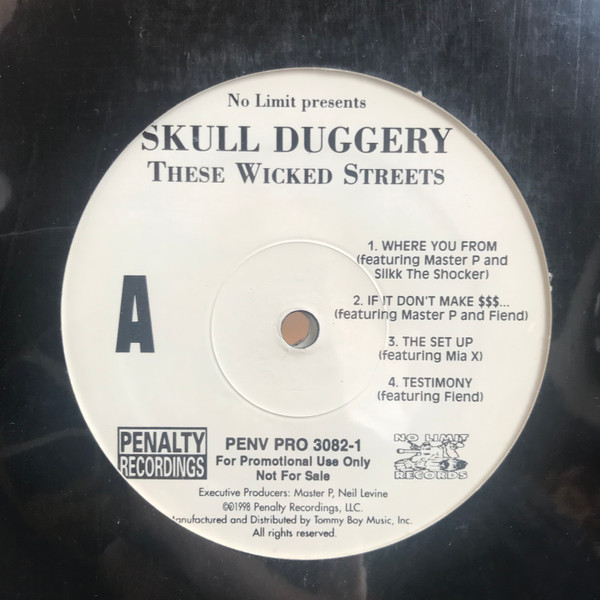 No Limit presents
SKULL DUGGERY
THESE WICKED STREETS
A
1. WHERE YOU FROM
(featuring Master P and
Silkk The Shocker)
2. IF IT DON'T MAKE $$$...
(featuring Master P and Fiend)
3. THE SET UP
(featuring Mia X)
4. TESTIMONY
(featuring Fiend)
PENALTY
RECORDINGS
PENV PRO 3082-1
For Promotional Use Only
Not For Sale
NO LIMIT
RECORDS
Executive Producers: Master P, Neil Levine
©℗1998 Penalty Recordings, LLC.
Manufactured and Distributed by Tommy Boy Music, Inc.
All rights reserved.